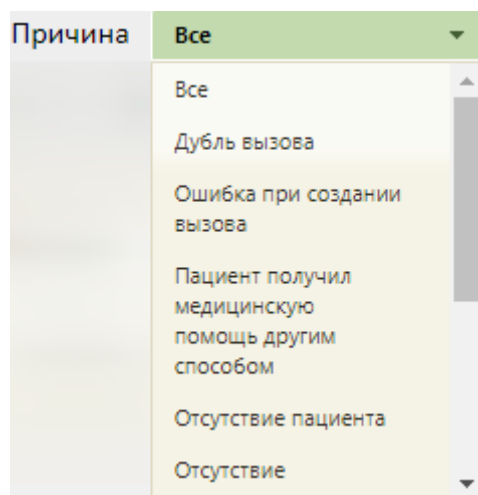 Причина Все
Все
Дубль вызова
Ошибка при создании
вызова
Пациент получил
медицинскую
помощь другим
способом
Отсутствие пациента
Отсутствие